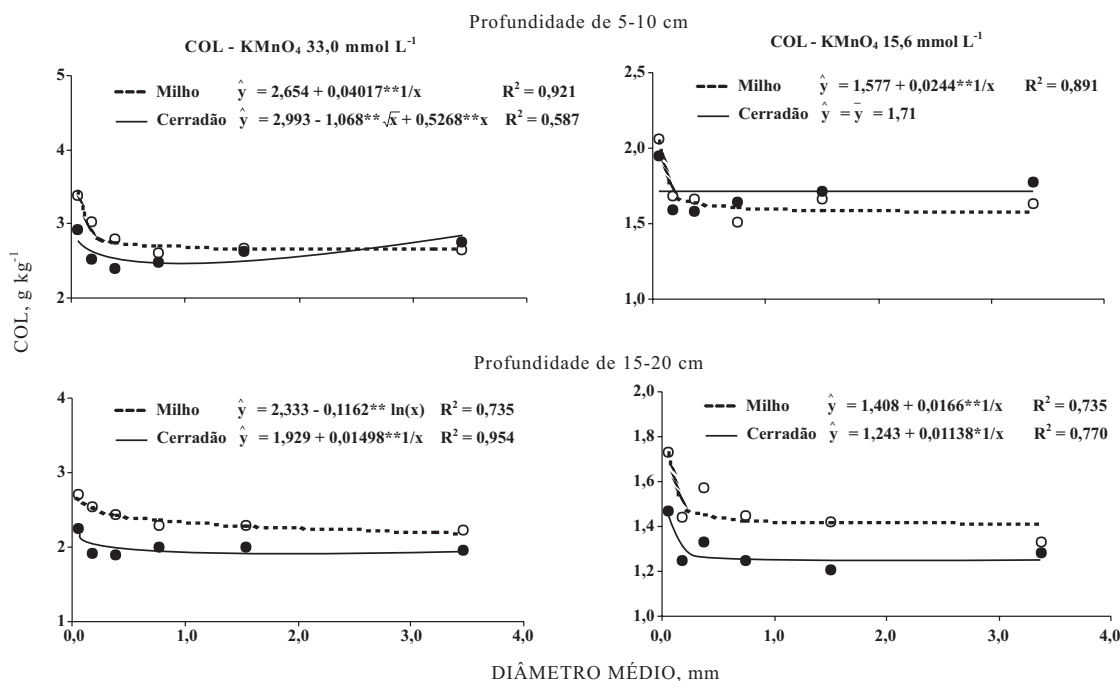 Profundidade de 5-10 cm
COL - KMnO₄ 33,0 mmol L⁻¹
5
4
3
2
Milho ŷ = 2,654 + 0,04017**1/x R² = 0,921
Cerradão ŷ = 2,993 - 1,068**√x + 0,5268**x R² = 0,587
COL - KMnO₄ 15,6 mmol L⁻¹
2,5
2,0
1,5
1,0
Milho ŷ = 1,577 + 0,0244**1/x R² = 0,891
Cerradão ŷ = ȳ = 1,71
COL, g kg⁻¹
Profundidade de 15-20 cm
4
3
2
1
Milho ŷ = 2,333 - 0,1162** ln(x) R² = 0,735
Cerradão ŷ = 1,929 + 0,01498**1/x R² = 0,954
0,0 1,0 2,0 3,0 4,0
2,0
1,8
1,6
1,4
1,2
1,0
Milho ŷ = 1,408 + 0,0166**1/x R² = 0,735
Cerradão ŷ = 1,243 + 0,01138*1/x R² = 0,770
0,0 1,0 2,0 3,0 4,0
DIÂMETRO MÉDIO, mm